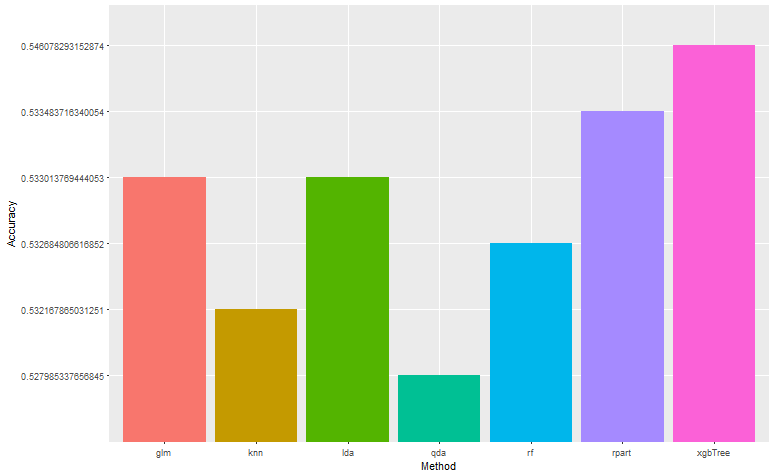 0.546078293152874
0.533483716340054
0.533013769444053
0.532684806616852
0.532167865031251
0.527985337656845
Accuracy
glm
knn
lda
qda
rf
rpart
xgbTree
Method